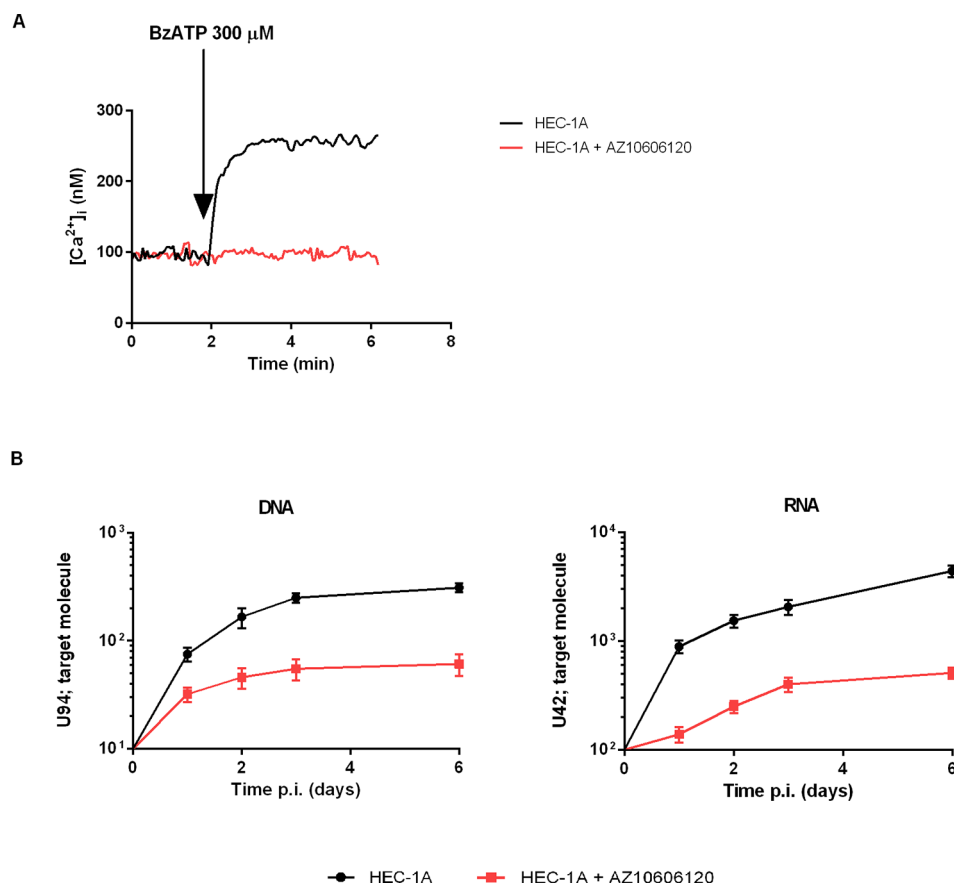 A
BzATP 300 μM
300
200
100
0
[Ca²⁺]ᵢ (nM)
0 2 4 6 8
Time (min)
HEC-1A
HEC-1A + AZ10606120
B
DNA
10³
10²
10¹
U94; target molecule
0 2 4 6
Time p.i. (days)
RNA
10⁴
10³
10²
U42; target molecule
0 2 4 6
Time p.i. (days)
HEC-1A HEC-1A + AZ10606120